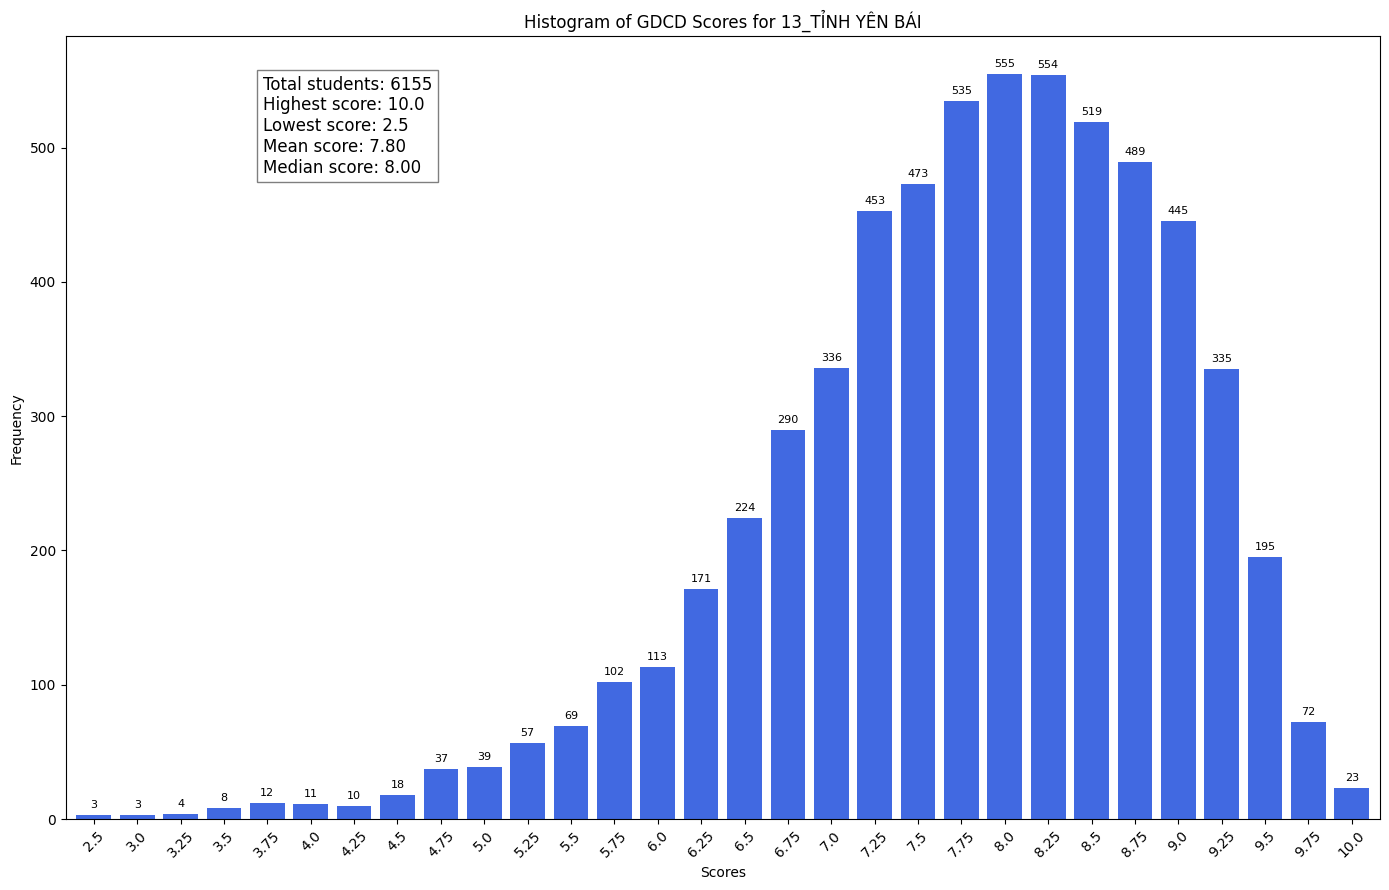 Histogram of GDCD Scores for 13_TỈNH YÊN BÁI
Total students: 6155
Highest score: 10.0
Lowest score: 2.5
Mean score: 7.80
Median score: 8.00
Frequency
500
400
300
200
100
0
3 3 4 8 12 11 10 18 37 39 57 69 102 113 171 224 290 336 453 473 535 555 554 519 489 445 335 195 72 23
2.5 3.0 3.25 3.5 3.75 4.0 4.25 4.5 4.75 5.0 5.25 5.5 5.75 6.0 6.25 6.5 6.75 7.0 7.25 7.5 7.75 8.0 8.25 8.5 8.75 9.0 9.25 9.5 9.75 10.0
Scores